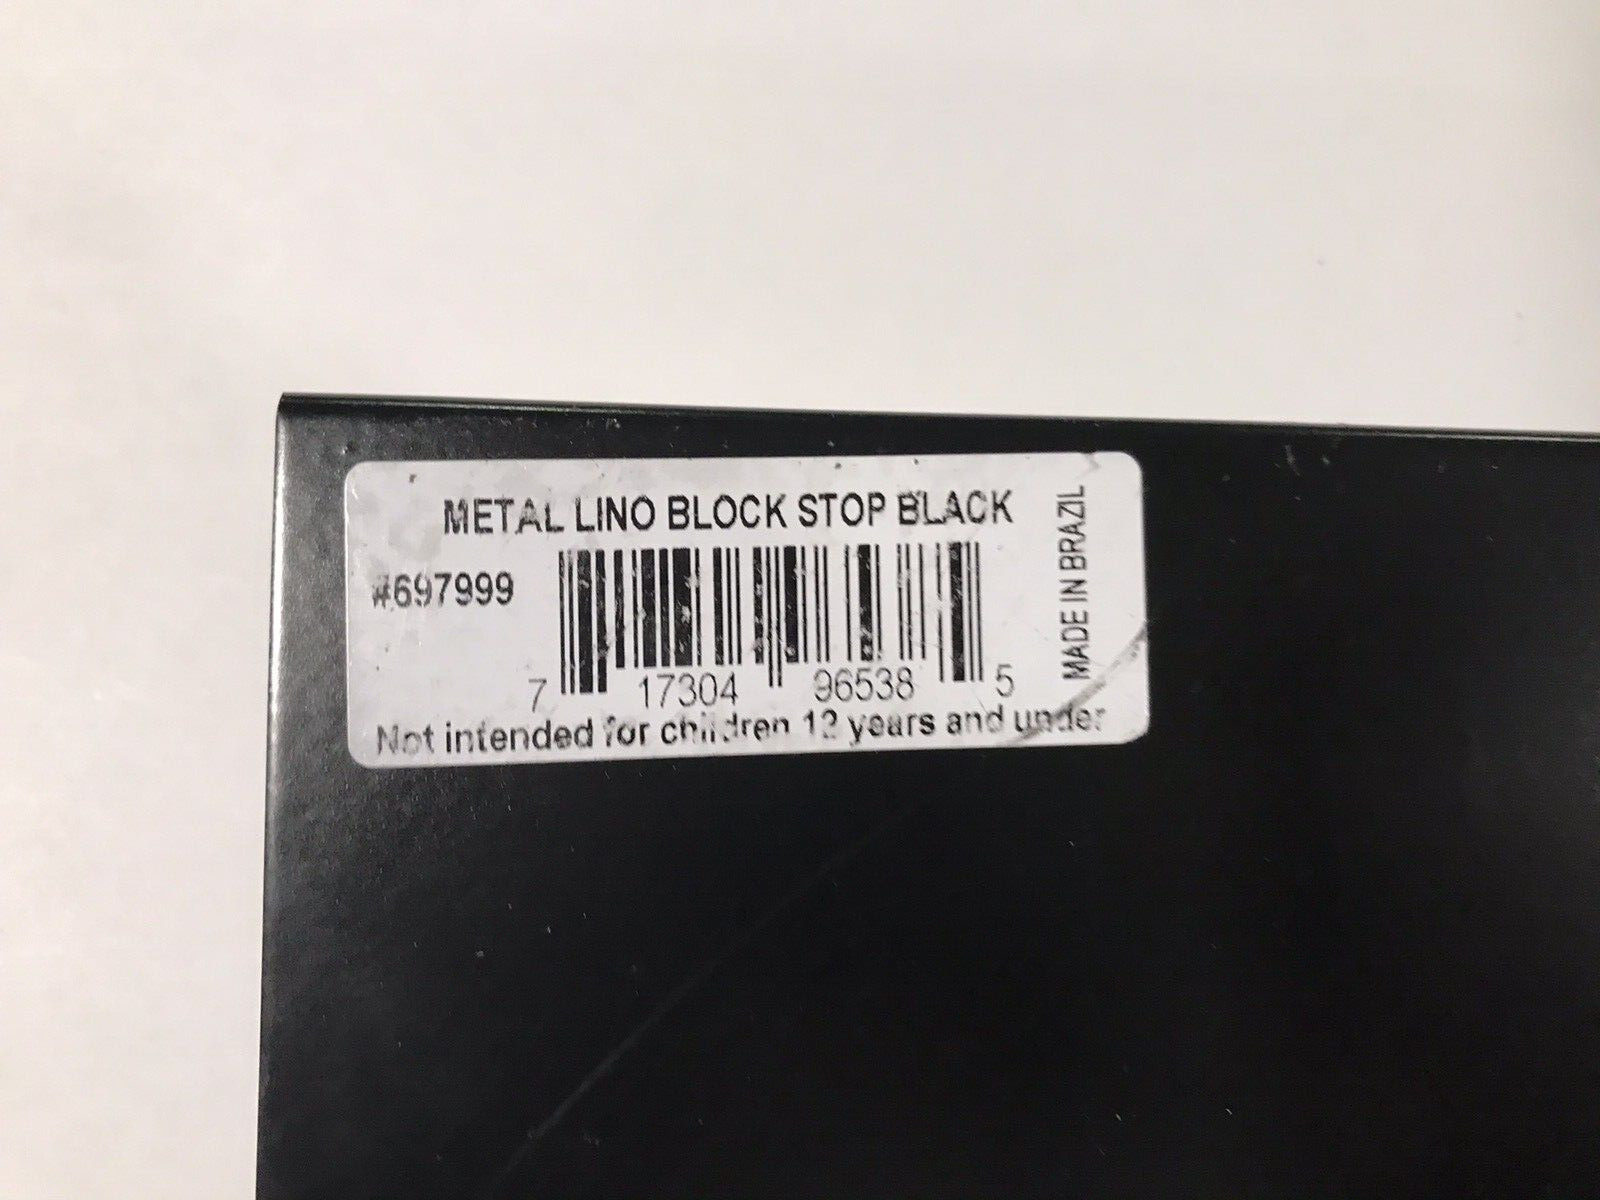 METAL LINO BLOCK STOP BLACK
#697999
7 17304 96538 5
Not intended for children 12 years and under
MADE IN BRAZIL